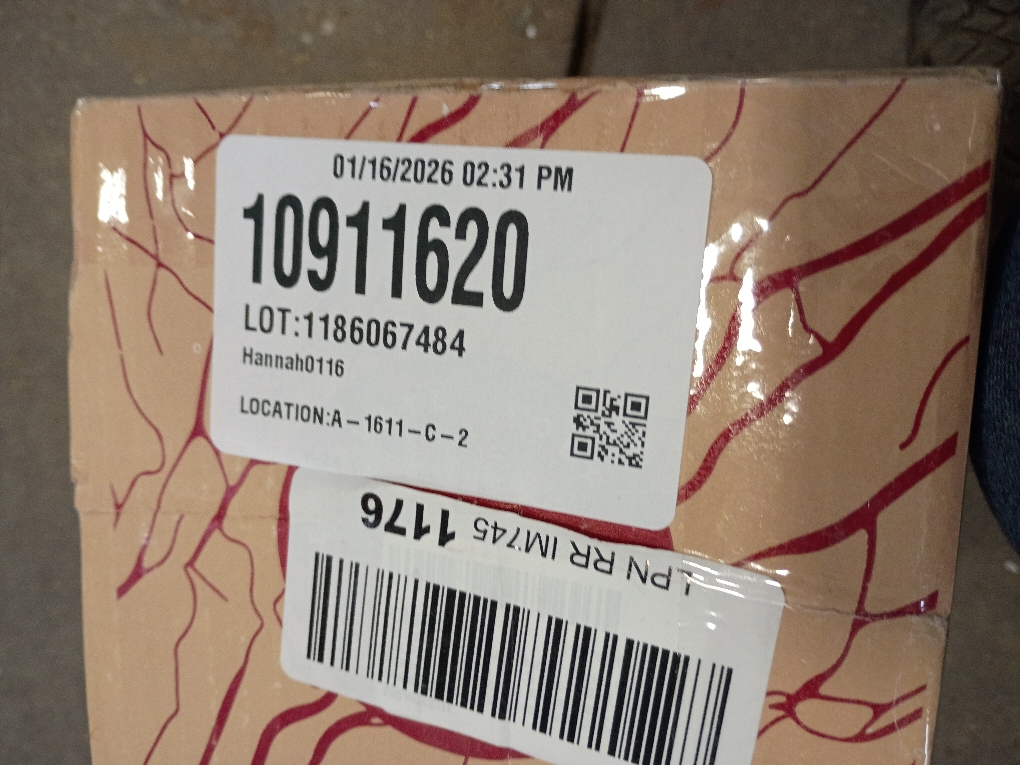 01/16/2026 02:31 PM
10911620
LOT:1186067484
Hannah0116
LOCATION:A-1611-C-2
LPN RR IM745 1176